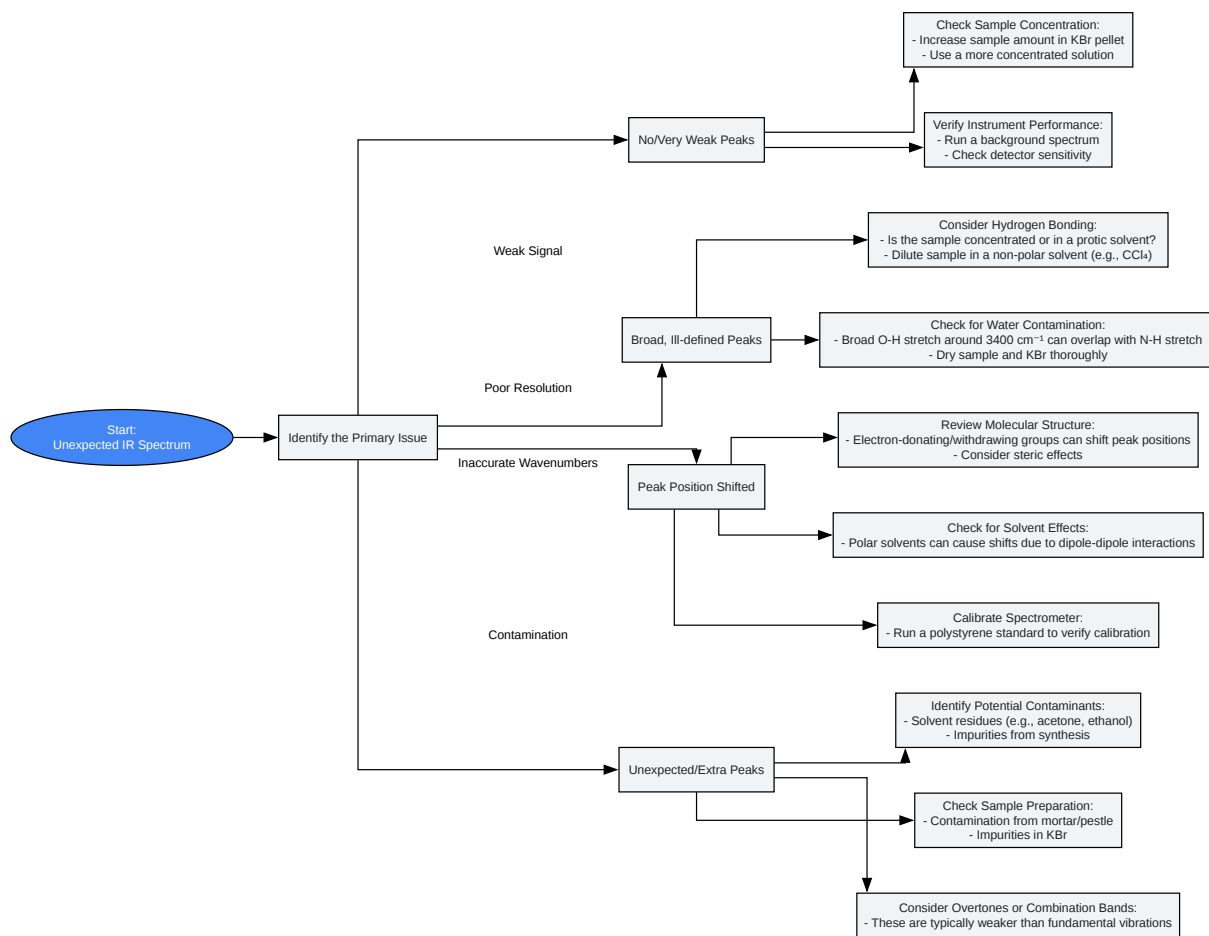 Check Sample Concentration:
- Increase sample amount in KBr pellet
- Use a more concentrated solution
No/Very Weak Peaks
Verify Instrument Performance:
- Run a background spectrum
- Check detector sensitivity
Weak Signal
Consider Hydrogen Bonding:
- Is the sample concentrated or in a protic solvent?
- Dilute sample in a non-polar solvent (e.g., CCl₄)
Broad, Ill-defined Peaks
Check for Water Contamination:
- Broad O-H stretch around 3400 cm⁻¹ can overlap with N-H stretch
- Dry sample and KBr thoroughly
Poor Resolution
Start:
Unexpected IR Spectrum
Identify the Primary Issue
Inaccurate Wavenumbers
Review Molecular Structure:
- Electron-donating/withdrawing groups can shift peak positions
- Consider steric effects
Peak Position Shifted
Check for Solvent Effects:
- Polar solvents can cause shifts due to dipole-dipole interactions
Calibrate Spectrometer:
- Run a polystyrene standard to verify calibration
Contamination
Identify Potential Contaminants:
- Solvent residues (e.g., acetone, ethanol)
- Impurities from synthesis
Unexpected/Extra Peaks
Check Sample Preparation:
- Contamination from mortar/pestle
- Impurities in KBr
Consider Overtones or Combination Bands:
- These are typically weaker than fundamental vibrations